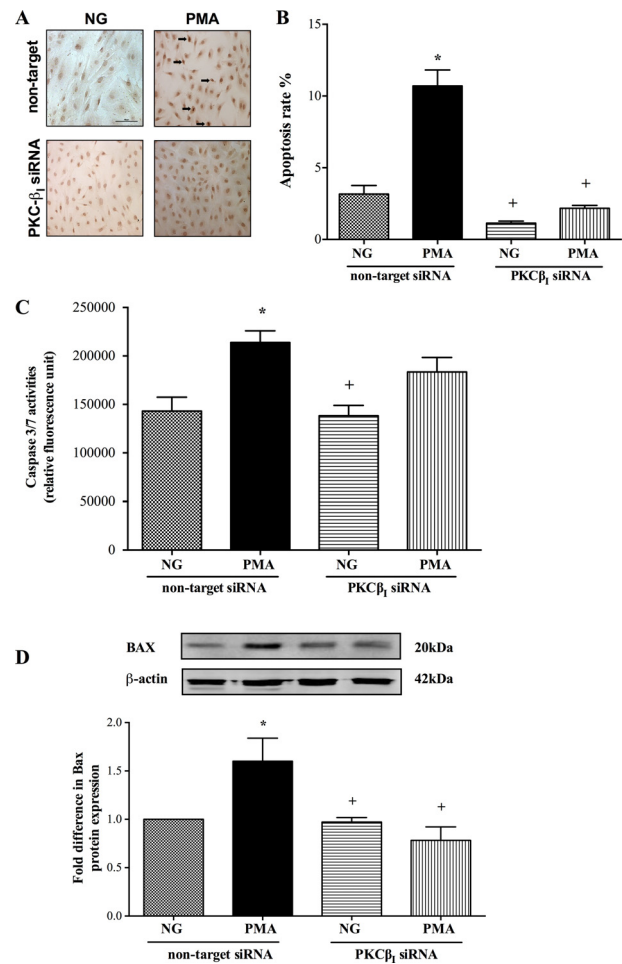 A
NG
PMA
non-target
PKC-βI siRNA
B
Apoptosis rate %
15
10
5
0
*
+
+
NG
PMA
NG
PMA
non-target siRNA
PKCβI siRNA
C
Caspase 3/7 activities
(relative fluorescence unit)
250000
200000
150000
100000
50000
0
*
+
NG
PMA
NG
PMA
non-target siRNA
PKCβI siRNA
D
BAX
20kDa
β-actin
42kDa
Fold difference in Bax
protein expression
2.0
1.5
1.0
0.5
0.0
*
+
+
NG
PMA
NG
PMA
non-target siRNA
PKCβI siRNA